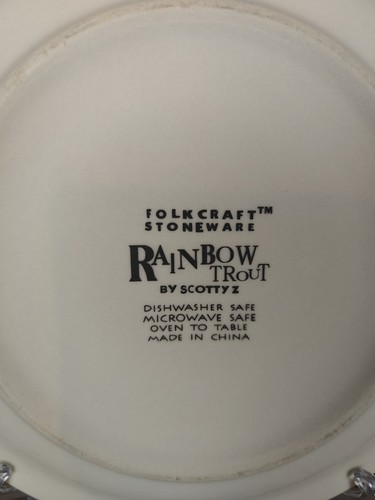 FOLKCRAFT™
STONEWARE
RAINBOW
TROUT
BY SCOTTY Z
DISHWASHER SAFE
MICROWAVE SAFE
OVEN TO TABLE
MADE IN CHINA